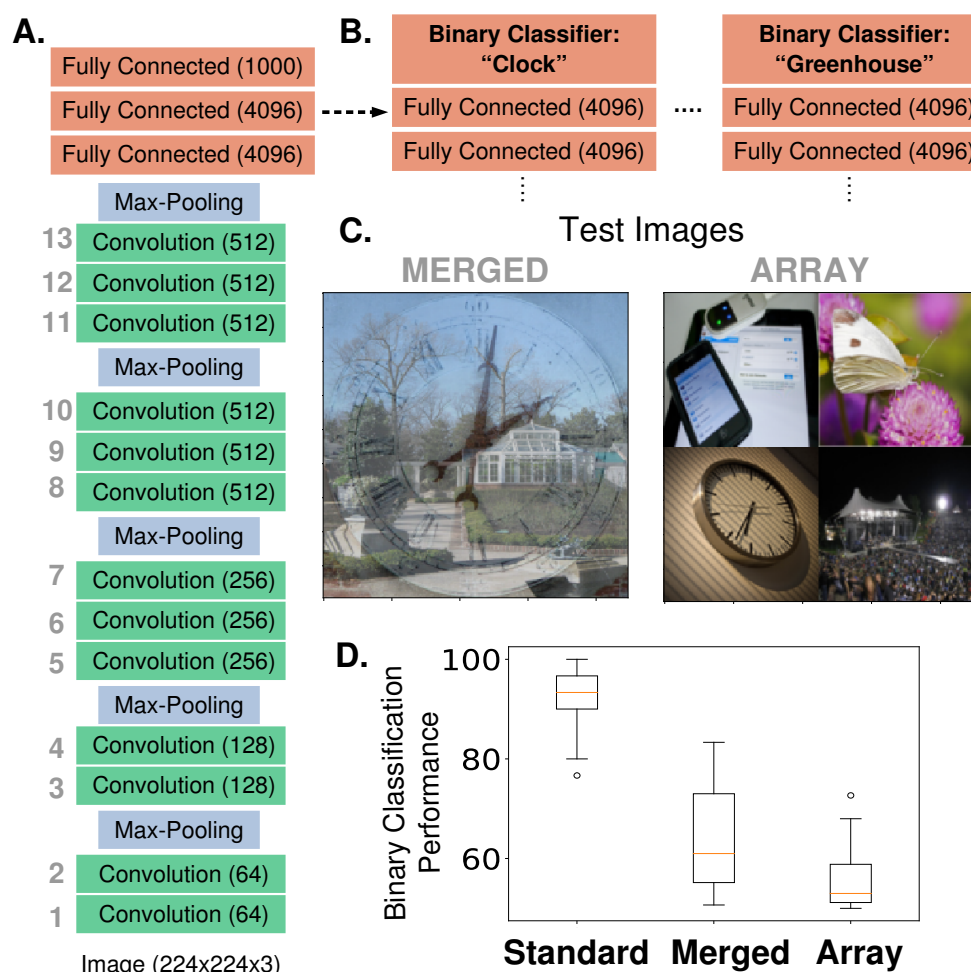 A.
Fully Connected (1000)
Fully Connected (4096)
Fully Connected (4096)
Max-Pooling
13 Convolution (512)
12 Convolution (512)
11 Convolution (512)
Max-Pooling
10 Convolution (512)
9 Convolution (512)
8 Convolution (512)
Max-Pooling
7 Convolution (256)
6 Convolution (256)
5 Convolution (256)
Max-Pooling
4 Convolution (128)
3 Convolution (128)
Max-Pooling
2 Convolution (64)
1 Convolution (64)
Image (224x224x3)
B.
Binary Classifier:
“Clock”
Fully Connected (4096)
Fully Connected (4096)
....
Binary Classifier:
“Greenhouse”
Fully Connected (4096)
Fully Connected (4096)
C.
Test Images
MERGED
ARRAY
D.
Binary Classification
Performance
100
80
60
Standard Merged Array